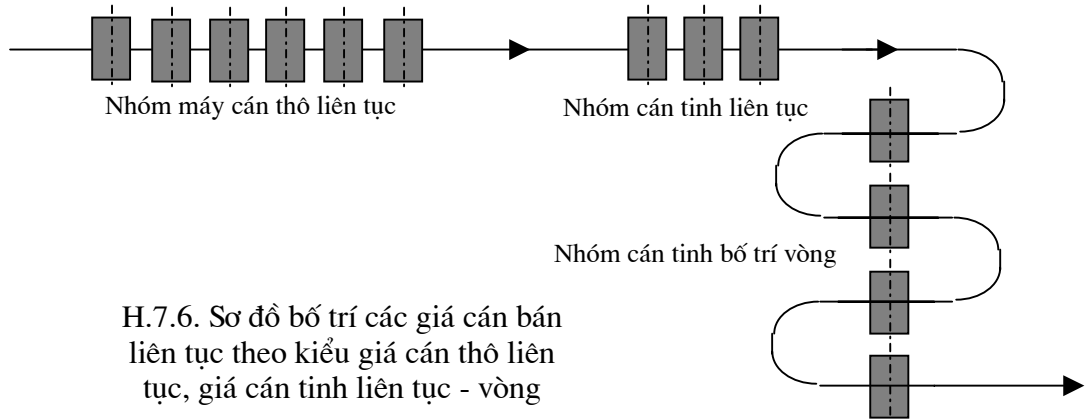 Nhóm máy cán thô liên tục
Nhóm cán tinh liên tục
Nhóm cán tinh bố trí vòng
H.7.6. Sơ đồ bố trí các giá cán bán
liên tục theo kiểu giá cán thô liên
tục, giá cán tinh liên tục - vòng